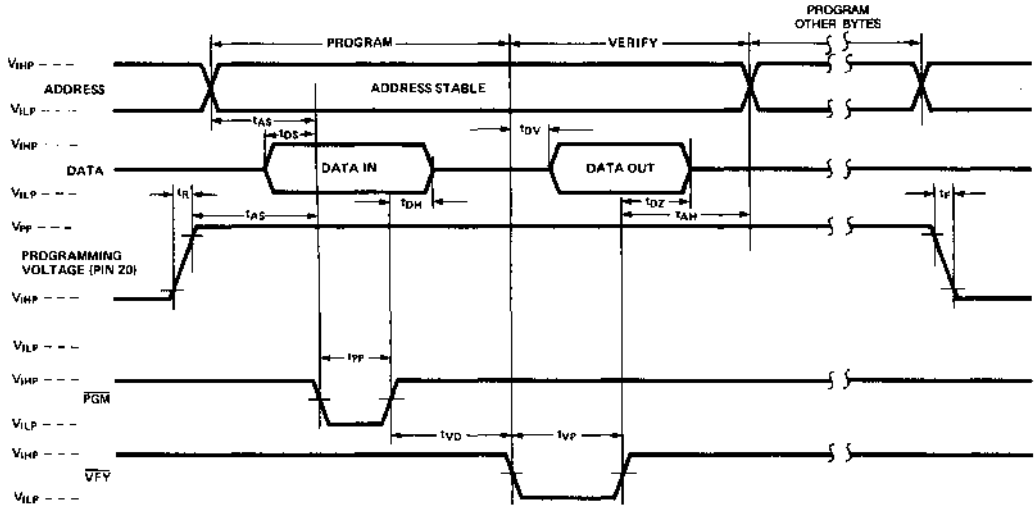 PROGRAM
OTHER BYTES
PROGRAM
VERIFY
VIHP
ADDRESS
ADDRESS STABLE
VILP
tAS
tDS
tDV
VIHP
DATA
DATA IN
DATA OUT
VILP
tR
tDH
tDZ
tF
tAS
tAH
VPP
PROGRAMMING
VOLTAGE (PIN 20)
VIHP
VILP
tPP
VIHP
PGM
VILP
tVD
tVP
VIHP
VFY
VILP